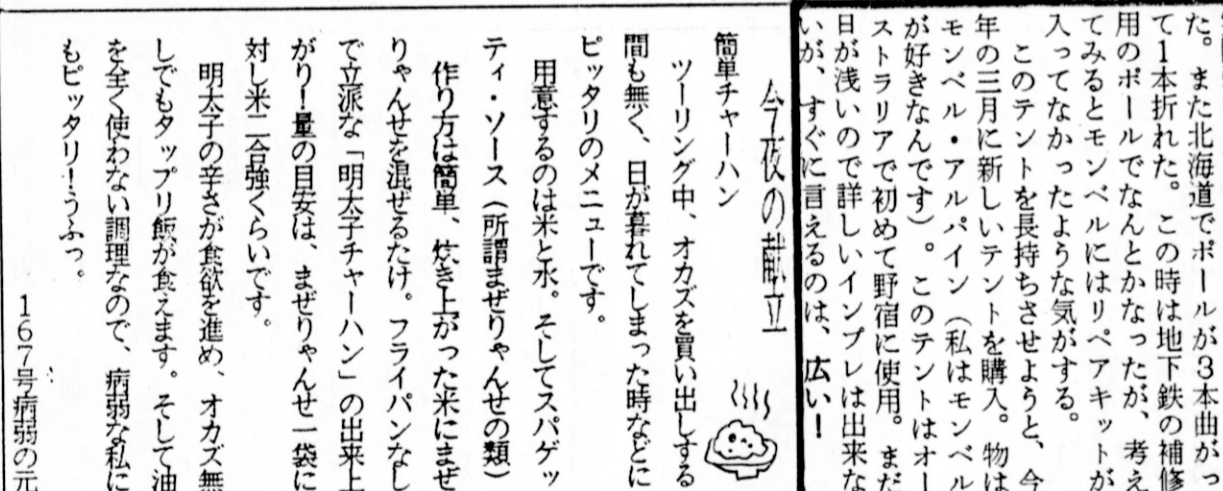 た。また北海道でポールが3本曲がっ
て1本折れた。この時は地下鉄の補修
用のポールでなんとかなったが、考え
てみるとモンベルにはリペアキットが
入ってなかったような気がする。
このテントを長持ちさせようと、今
年の三月に新しいテントを購入。物は
モンベル・アルパイン（私はモンベル
が好きなんです）。このテントはオー
ストラリアで初めて野宿に使用。まだ
日が浅いので詳しいインプレは出来な
いが、すぐに言えるのは、広い！
今夜の献立
簡単チャーハン
ツーリング中、オカズを買い出しする
間も無く、日が暮れてしまった時などに
ピッタリのメニューです。
用意するのは米と水。そしてスパゲッ
ティ・ソース（所謂まぜりゃんせの類）
作り方は簡単、炊き上がった米にまぜ
りゃんせを混ぜるたけ。フライパンなし
で立派な「明太子チャーハン」の出来上
がり！量の目安は、まぜりゃんせ一袋に
対し米二合強くらいです。
明太子の辛さが食欲を進め、オカズ無
しでもタップリ飯が食えます。そして油
を全く使わない調理なので、病弱な私に
もピッタリ！うふっ。
167号病弱の元